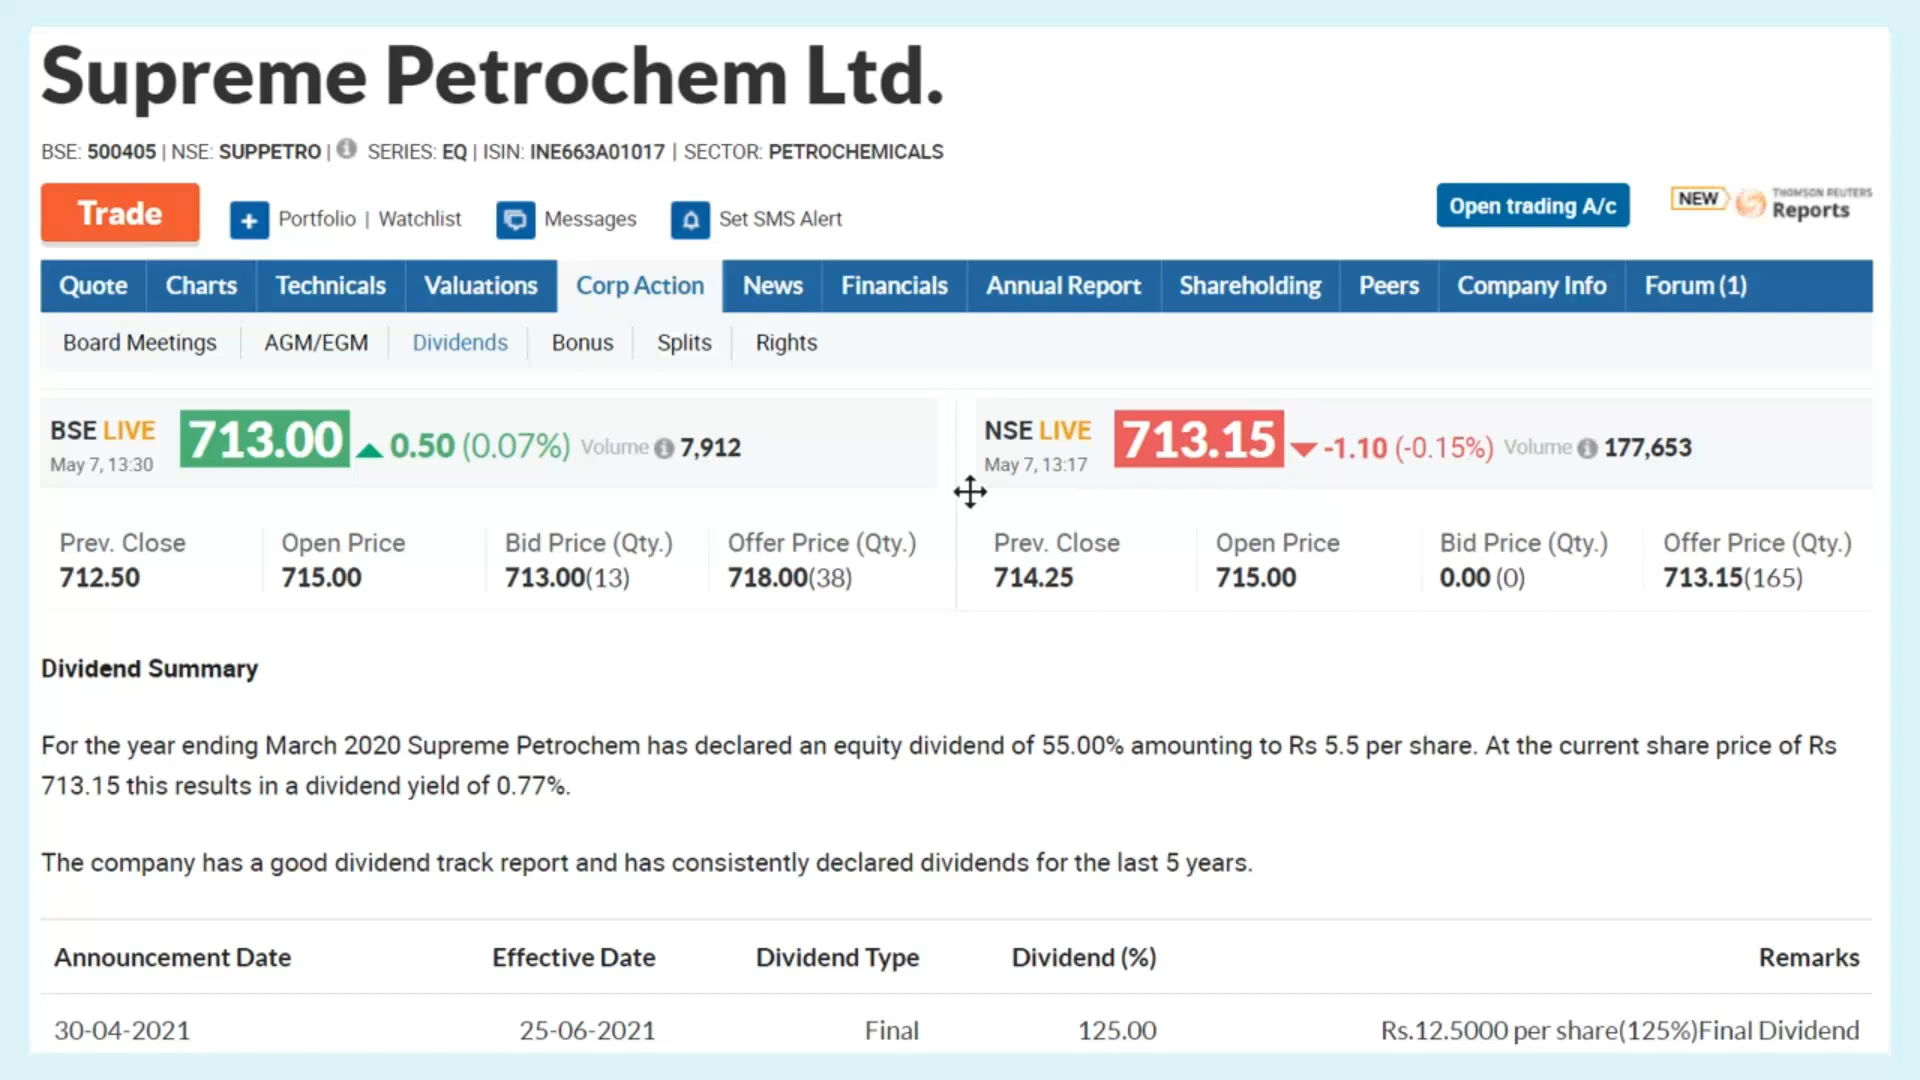 Supreme Petrochem Ltd.
BSE: 500405 | NSE: SUPPETRO | SERIES: EQ | ISIN: INE663A01017 | SECTOR: PETROCHEMICALS
Trade
Portfolio | Watchlist
Messages
Set SMS Alert
Open trading A/c
NEW
THOMSON REUTERS
Reports
Quote Charts Technicals Valuations Corp Action News Financials Annual Report Shareholding Peers Company Info Forum (1)
Board Meetings AGM/EGM Dividends Bonus Splits Rights
BSE LIVE 713.00 0.50 (0.07%) Volume 7,912
May 7, 13:30
NSE LIVE 713.15 -1.10 (-0.15%) Volume 177,653
May 7, 13:17
Prev. Close Open Price Bid Price (Qty.) Offer Price (Qty.)
712.50 715.00 713.00(13) 718.00(38)
Prev. Close Open Price Bid Price (Qty.) Offer Price (Qty.)
714.25 715.00 0.00 (0) 713.15(165)
Dividend Summary
For the year ending March 2020 Supreme Petrochem has declared an equity dividend of 55.00% amounting to Rs 5.5 per share. At the current share price of Rs
713.15 this results in a dividend yield of 0.77%.
The company has a good dividend track report and has consistently declared dividends for the last 5 years.
Announcement Date Effective Date Dividend Type Dividend (%) Remarks
30-04-2021 25-06-2021 Final 125.00 Rs.12.5000 per share(125%)Final Dividend